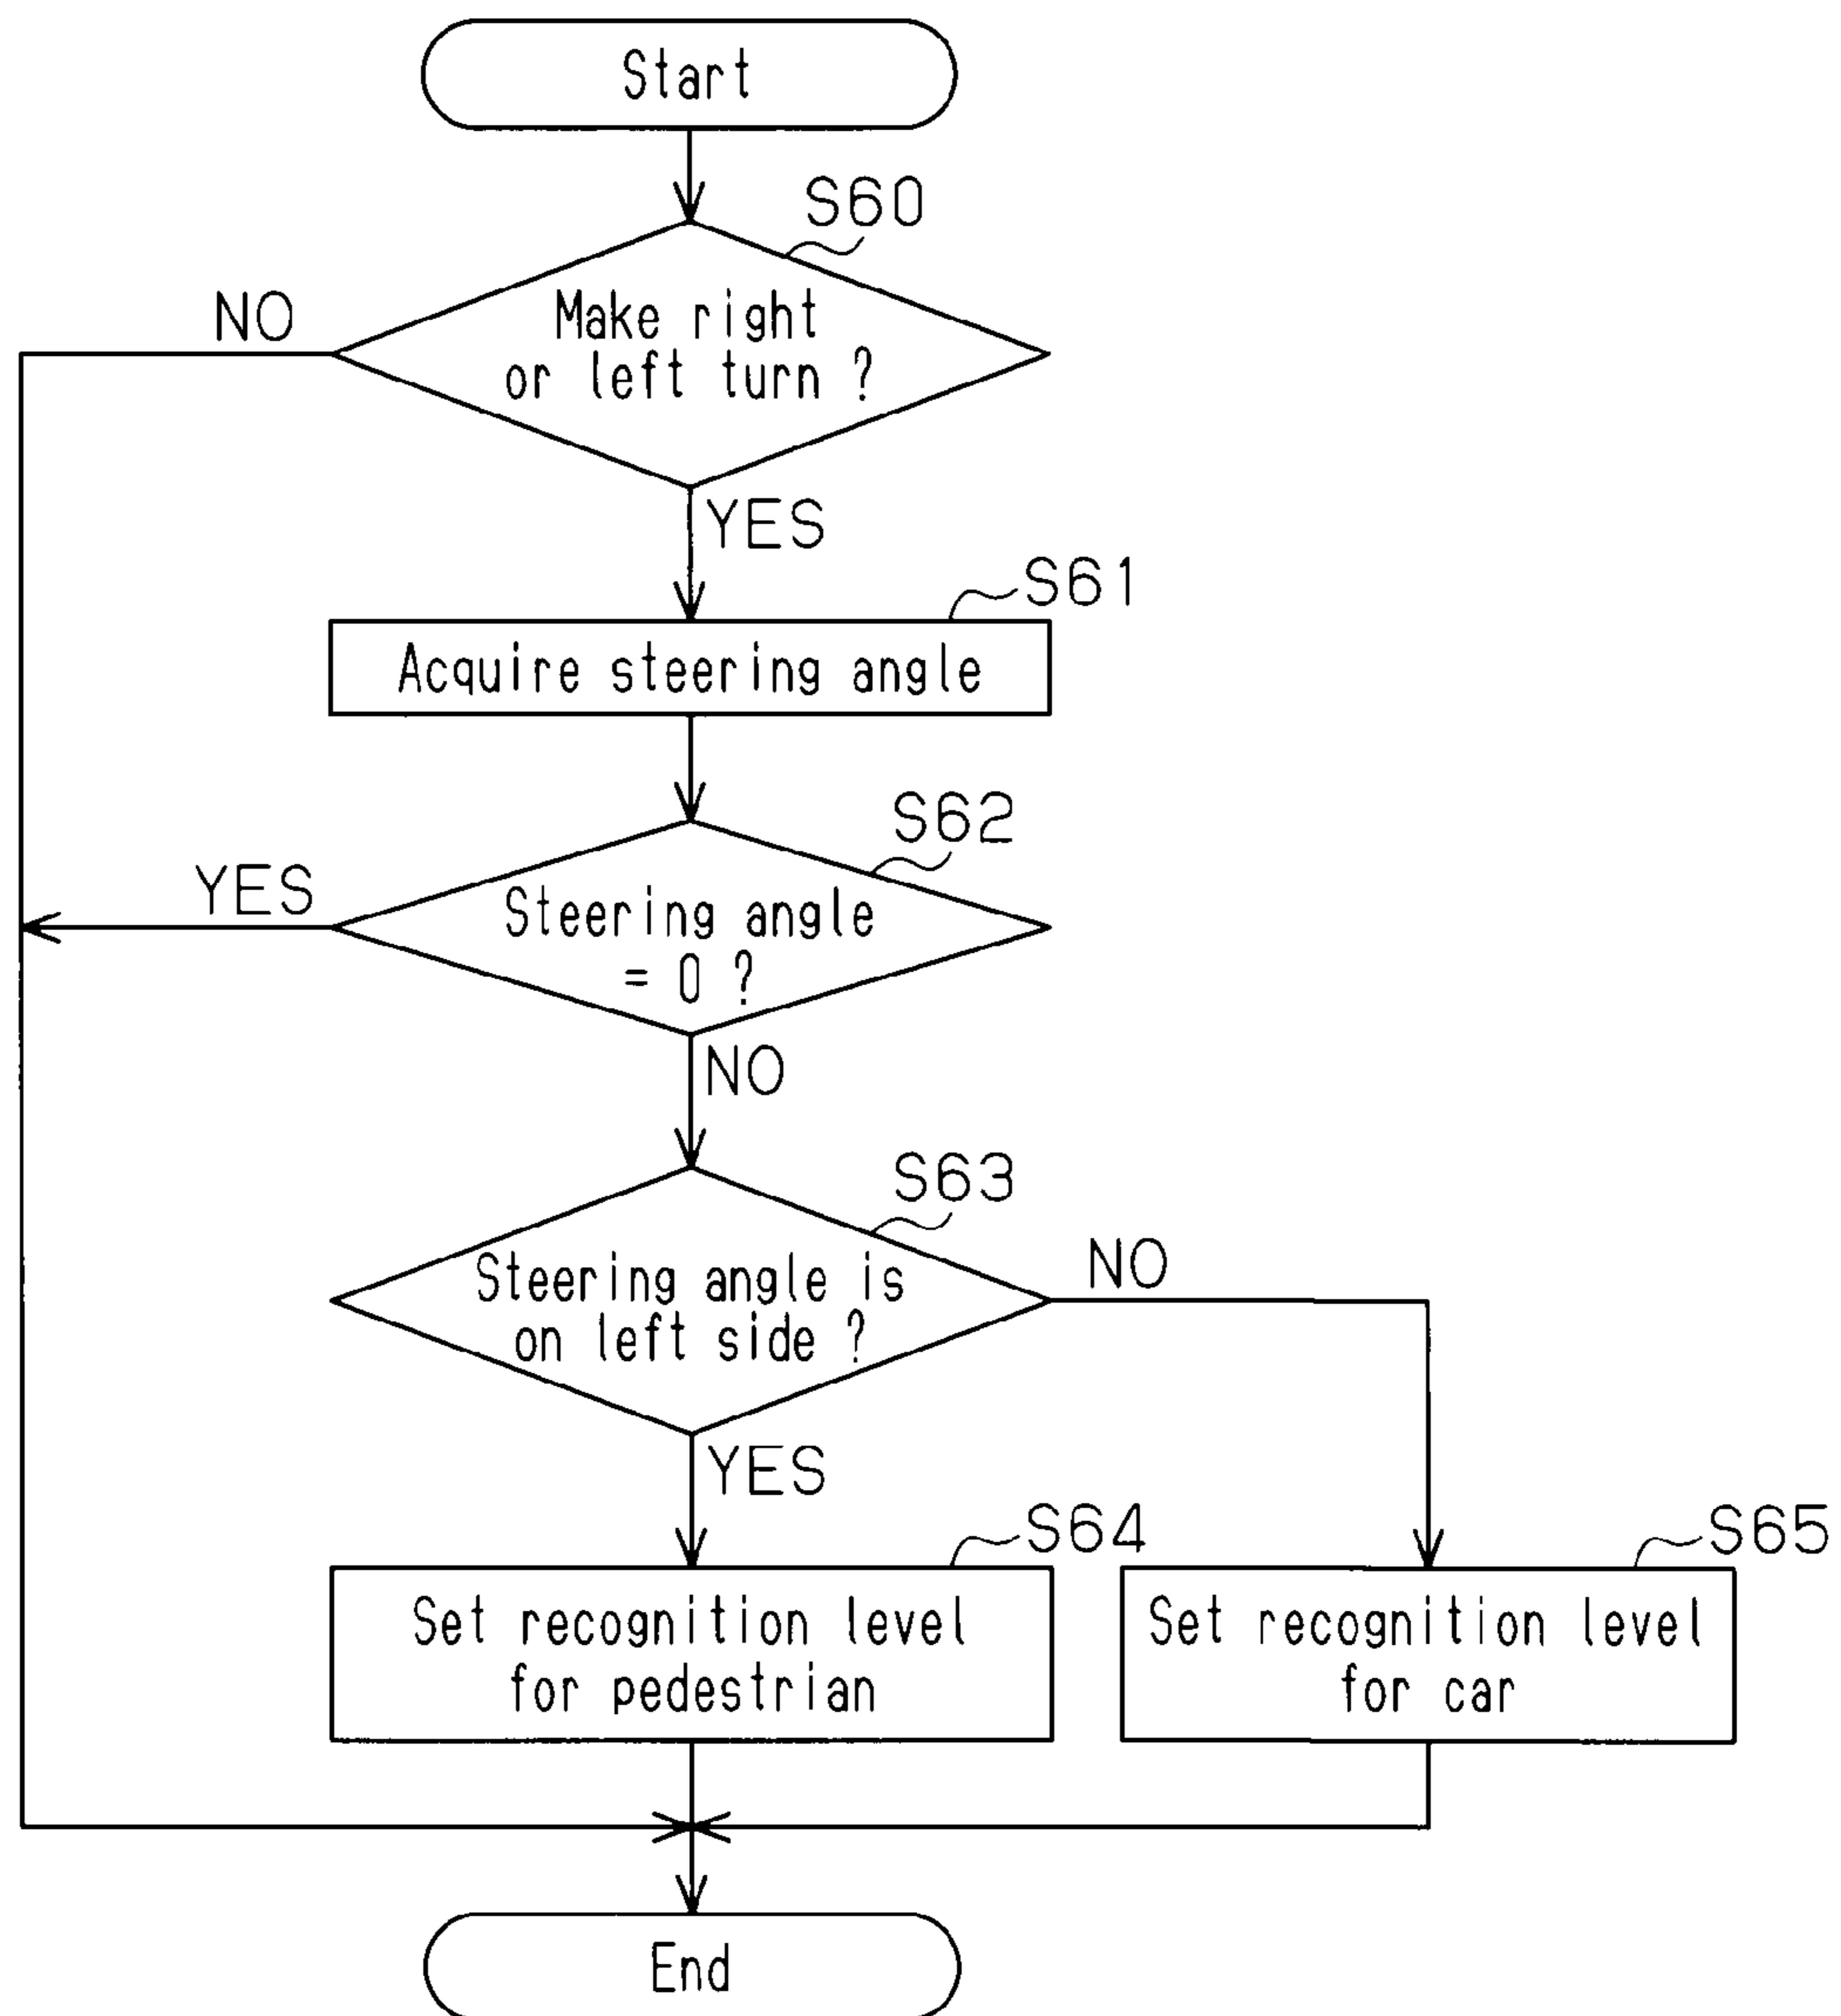 Start
S60
NO
Make right
or left turn ?
YES
S61
Acquire steering angle
S62
YES
Steering angle
= 0 ?
NO
S63
Steering angle is
on left side ?
NO
YES
S64
S65
Set recognition level
for pedestrian
Set recognition level
for car
End